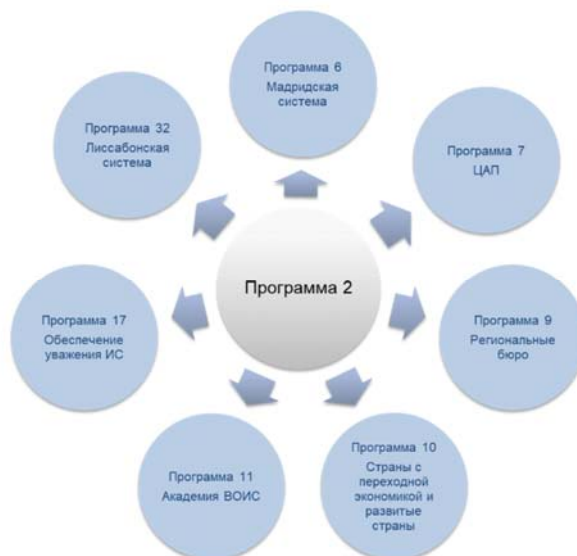 Программа 6
Мадридская
система
Программа 32
Лиссабонская
система
Программа 7
ЦАП
Программа 2
Программа 17
Обеспечение
уважения ИС
Программа 9
Региональные
бюро
Программа 11
Академия ВОИС
Программа 10
Страны с
переходной
экономикой и
развитые
страны